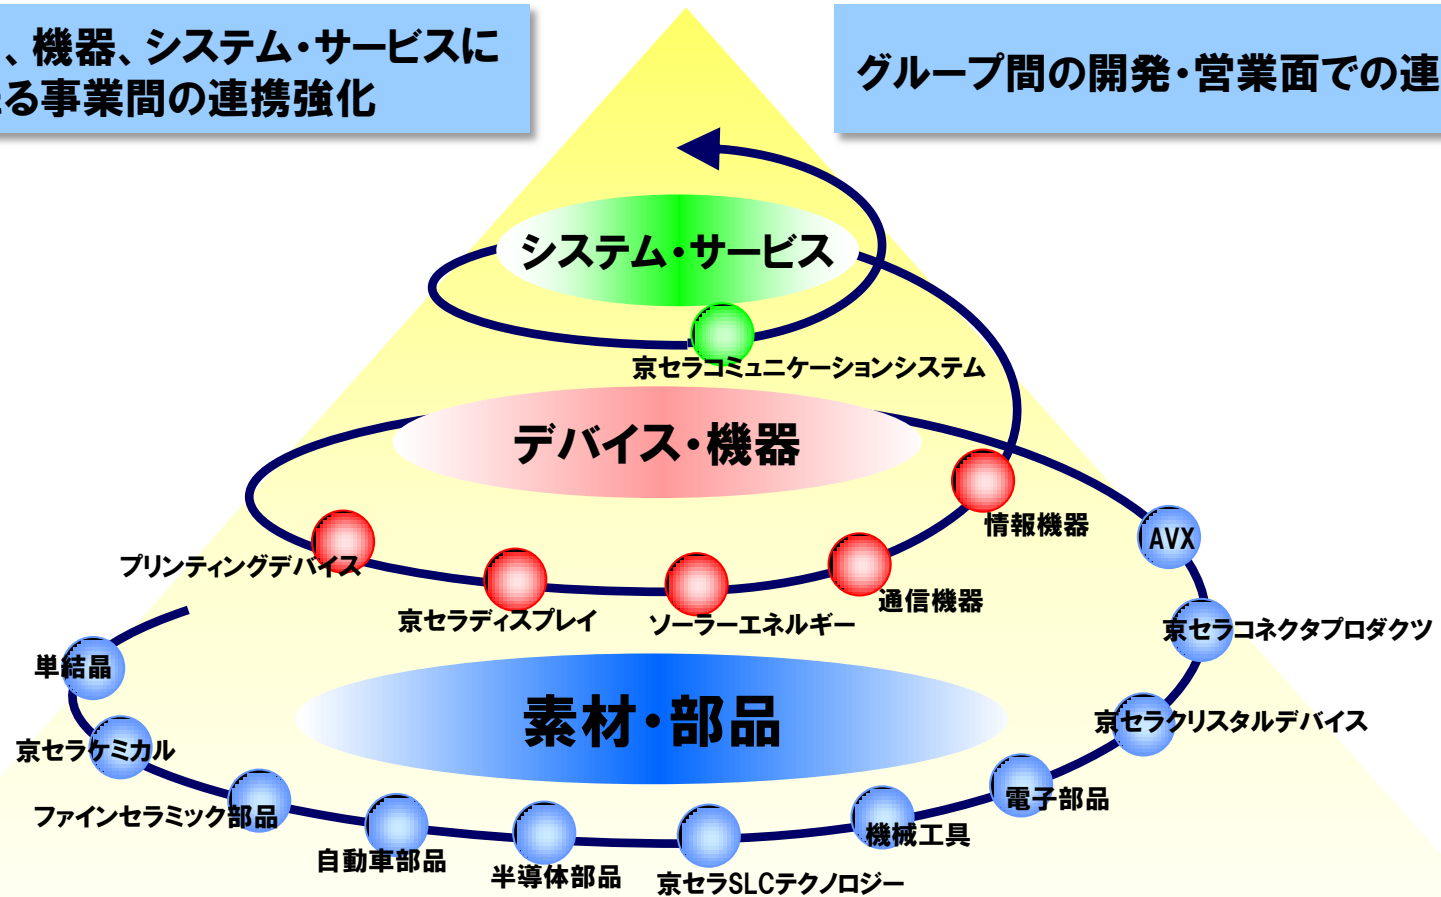 、機器、システム・サービスに
る事業間の連携強化
グループ間の開発・営業面での連
システム・サービス
京セラコミュニケーションシステム
デバイス・機器
情報機器
AVX
プリンティングデバイス
京セラディスプレイ
ソーラーエネルギー
通信機器
京セラコネクタプロダクツ
単結晶
素材・部品
京セラクリスタルデバイス
京セラケミカル
電子部品
ファインセラミック部品
機械工具
自動車部品
半導体部品
京セラSLCテクノロジー